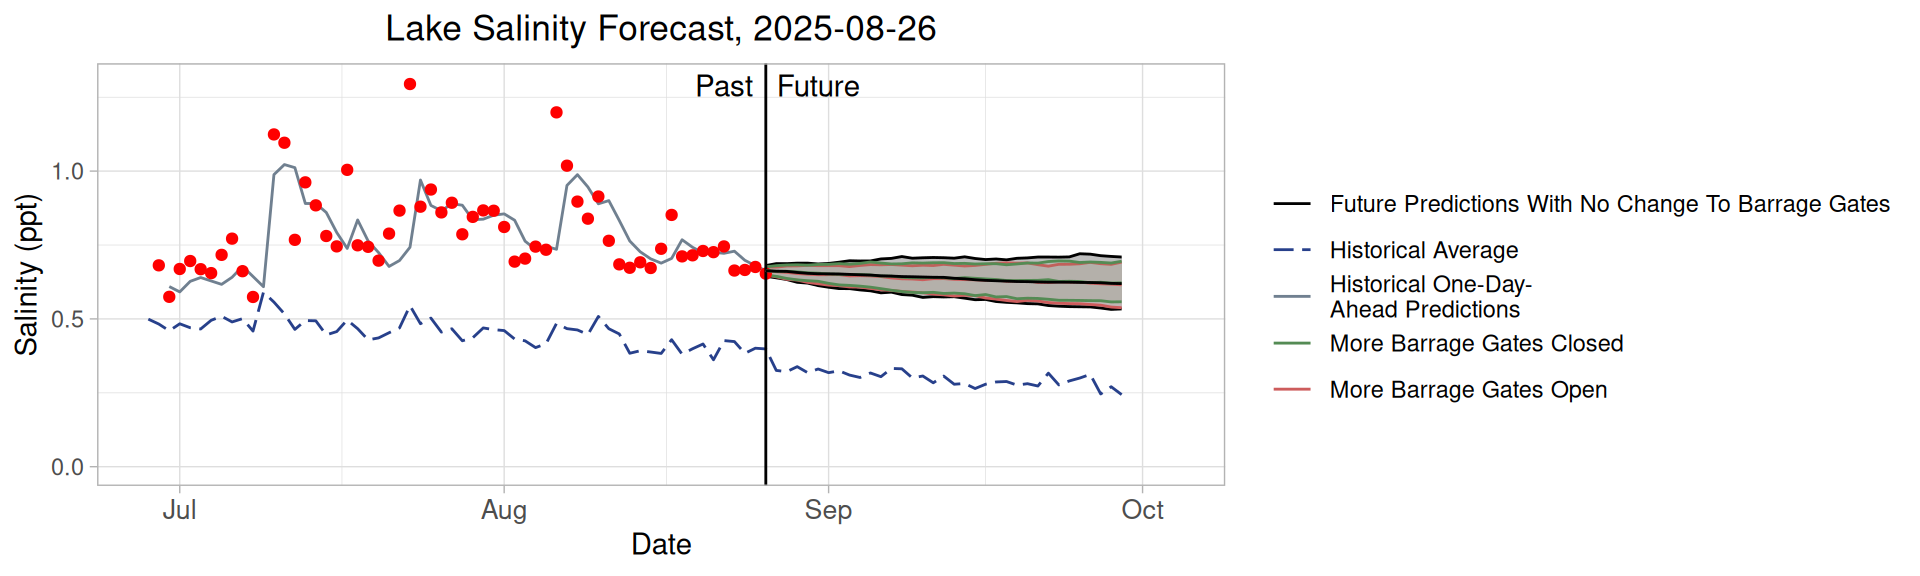 Lake Salinity Forecast, 2025-08-26
Past
Future
1.0
0.5
0.0
Salinity (ppt)
Jul
Aug
Sep
Oct
Date
Future Predictions With No Change To Barrage Gates
Historical Average
Historical One-Day-
Ahead Predictions
More Barrage Gates Closed
More Barrage Gates Open